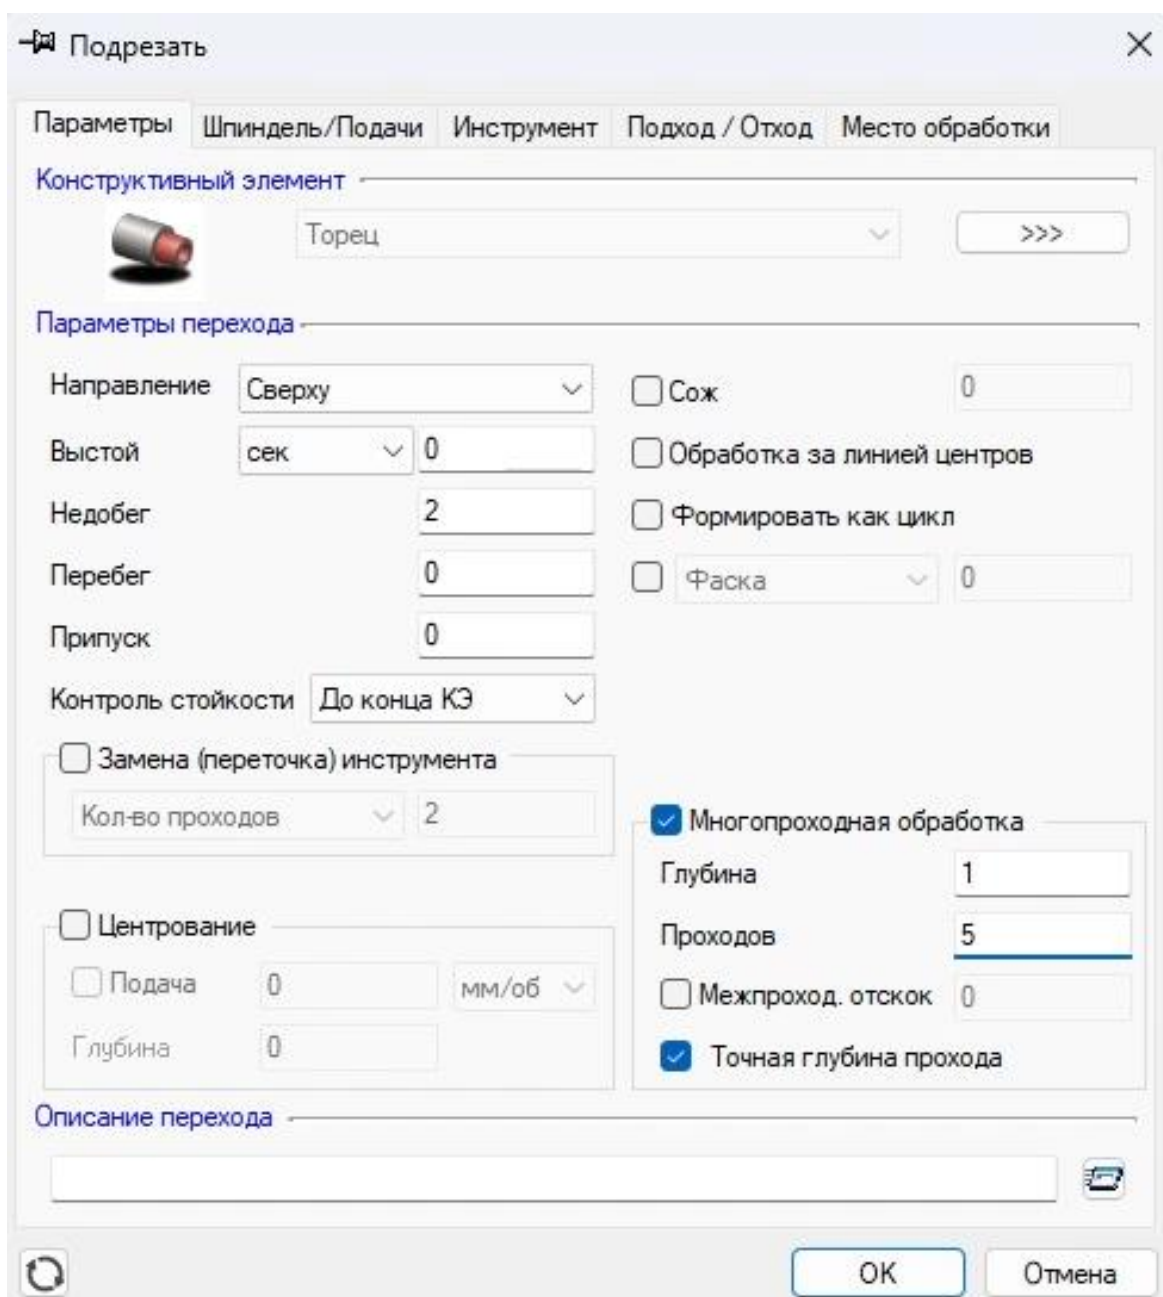 Подрезать
Параметры Шпиндель/Подачи Инструмент Подход / Отход Место обработки
Конструктивный элемент
Торец >>>
Параметры перехода
Направление Сверху Сож 0
Выстой сек 0 Обработка за линией центров
Недобег 2 Формировать как цикл
Перебег 0 Фаска 0
Припуск 0
Контроль стойкости До конца КЭ
Замена (переточка) инструмента
Кол-во проходов 2
Многопроходная обработка
Глубина 1
Проходов 5
Межпроход. отскок 0
Точная глубина прохода
Центрование
Подача 0 мм/об
Глубина 0
Описание перехода
OK Отмена